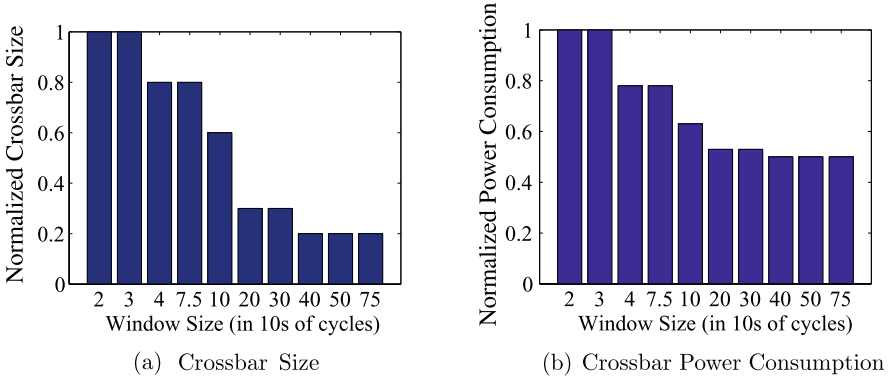 Normalized Crossbar Size
1
0.8
0.6
0.4
0.2
0
2 3 4 7.5 10 20 30 40 50 75
Window Size (in 10s of cycles)
(a) Crossbar Size
Normalized Power Consumption
1
0.8
0.6
0.4
0.2
0
2 3 4 7.5 10 20 30 40 50 75
Window Size (in 10s of cycles)
(b) Crossbar Power Consumption